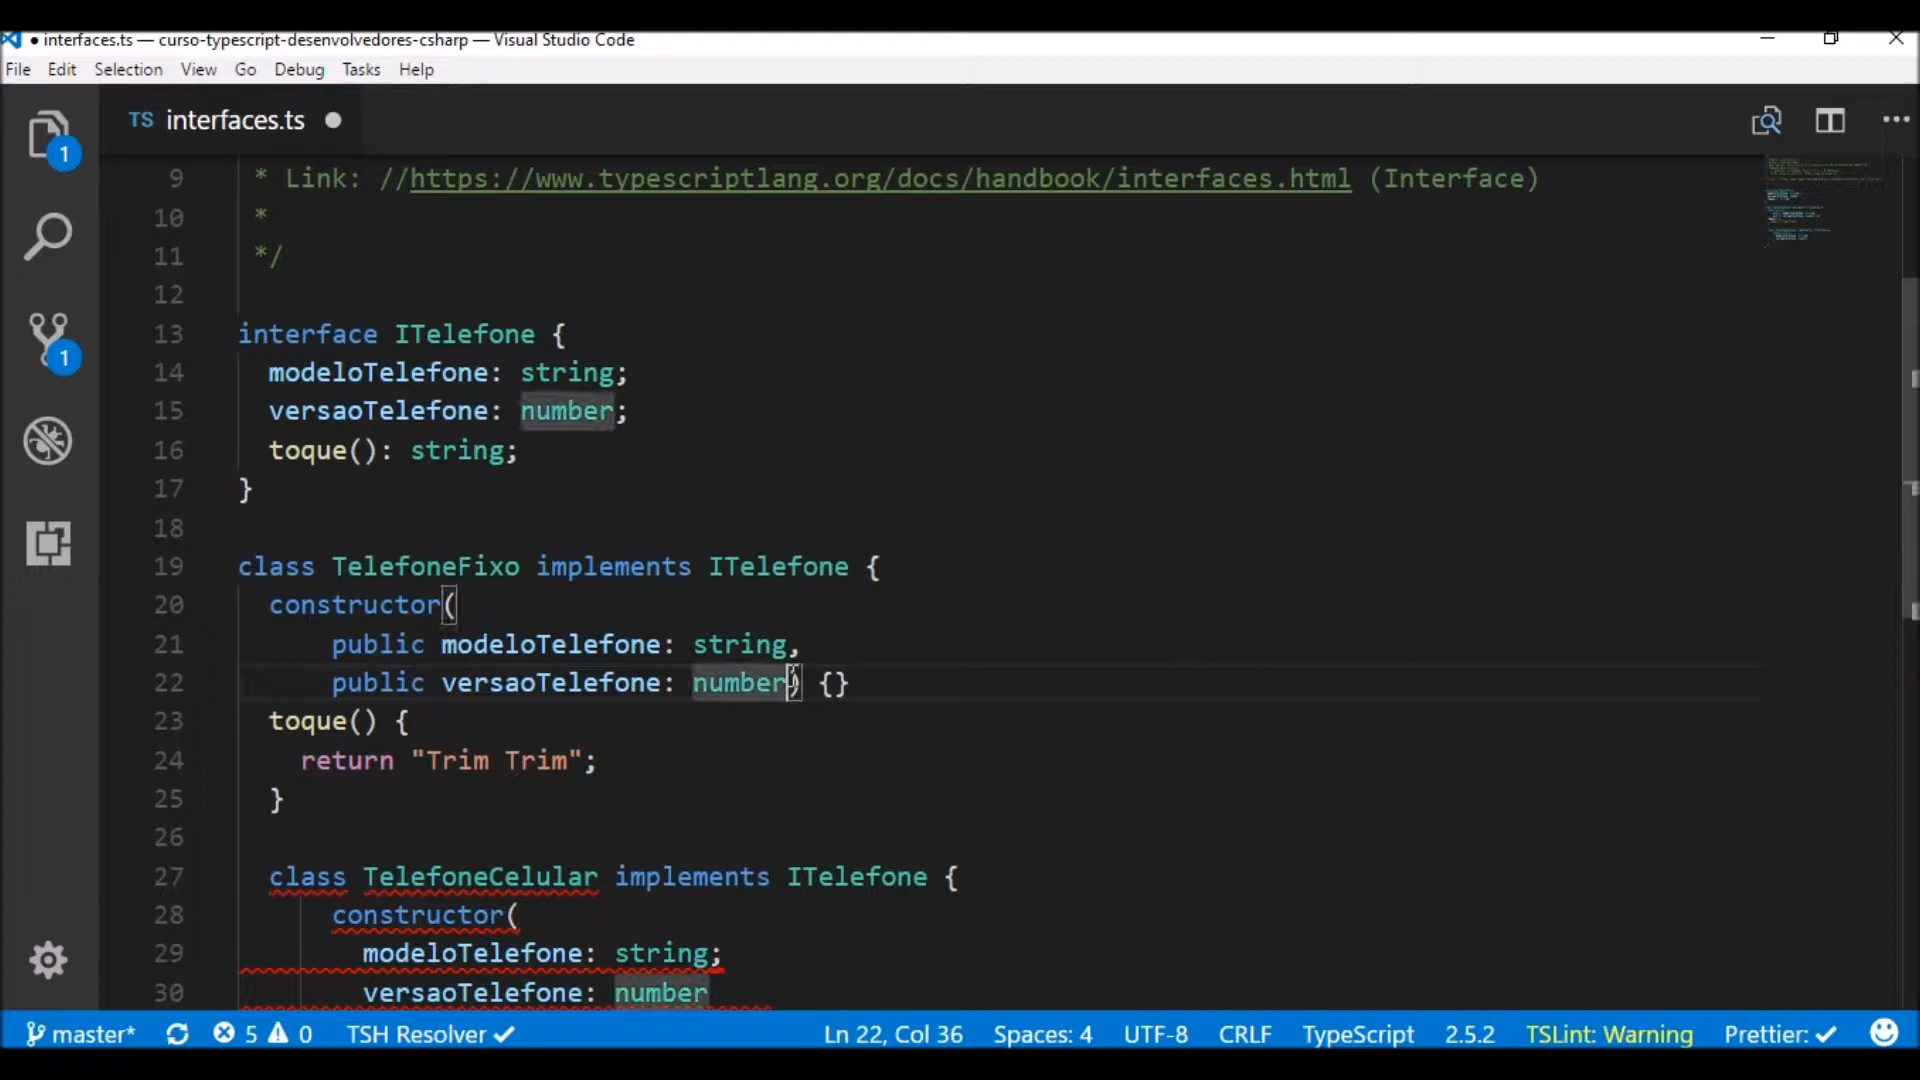 ● interfaces.ts — curso-typescript-desenvolvedores-csharp — Visual Studio Code
File Edit Selection View Go Debug Tasks Help
TS interfaces.ts ●
1
1
9 * Link: //https://www.typescriptlang.org/docs/handbook/interfaces.html (Interface)
10 *
11 */
12
13 interface ITelefone {
14 modeloTelefone: string;
15 versaoTelefone: number;
16 toque(): string;
17 }
18
19 class TelefoneFixo implements ITelefone {
20 constructor(
21 public modeloTelefone: string,
22 public versaoTelefone: number) {}
23 toque() {
24 return "Trim Trim";
25 }
26
27 class TelefoneCelular implements ITelefone {
28 constructor(
29 modeloTelefone: string;
30 versaoTelefone: number
master* 5 0 TSH Resolver ✓ Ln 22, Col 36 Spaces: 4 UTF-8 CRLF TypeScript 2.5.2 TSLint: Warning Prettier: ✓